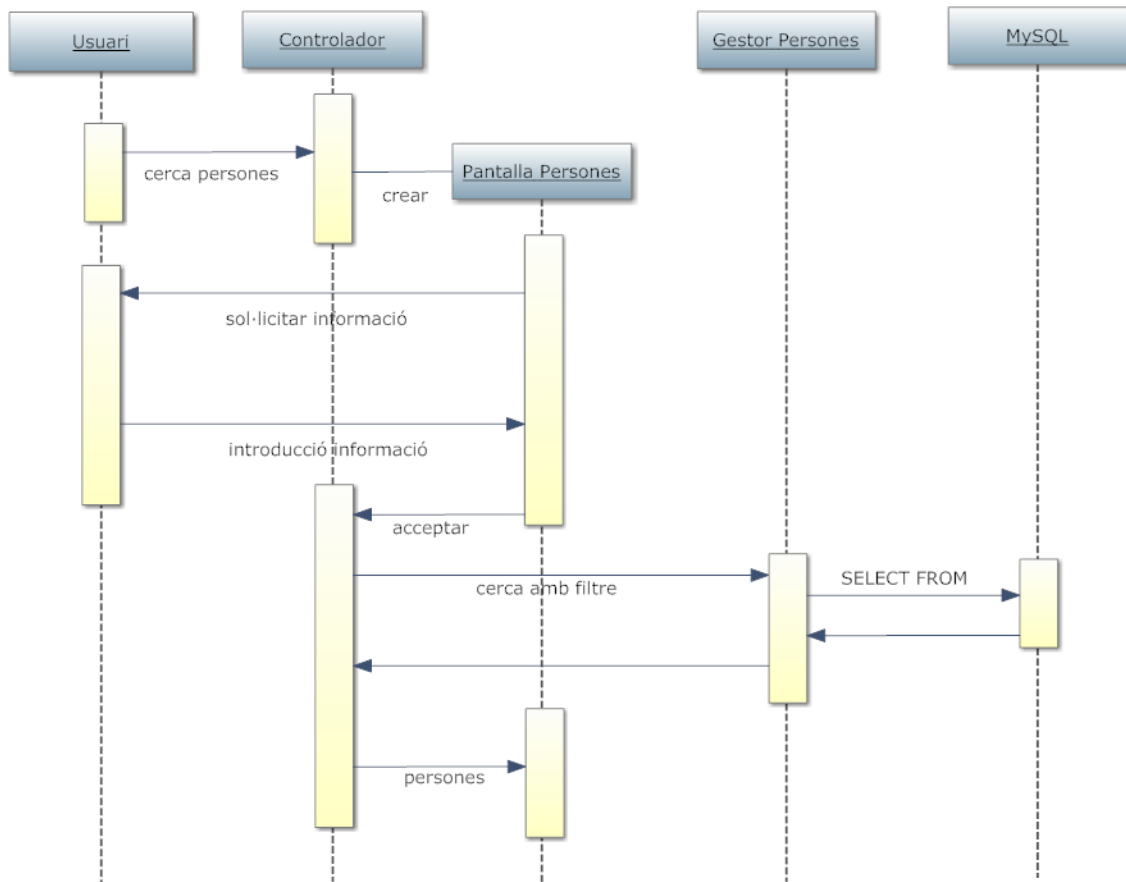 Usuari
Controlador
Gestor Persones
MySQL
cerca persones
Pantalla Persones
crear
sol·licitar informació
introducció informació
acceptar
cerca amb filtre
SELECT FROM
persones